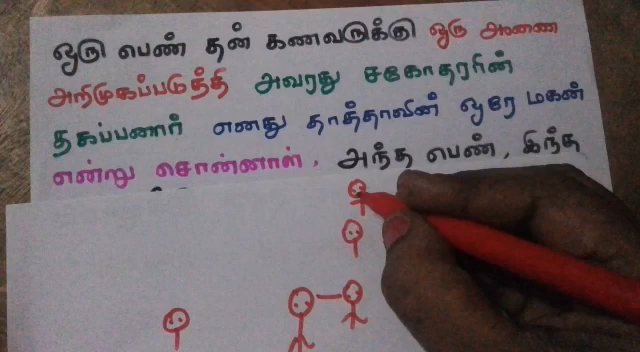 ஒரு பெண் தன் கணவருக்கு ஒரு ஆணை
அறிமுகப்படுத்தி அவரது சகோதரரின்
தகப்பனார் எனது தாத்தாவின் ஒரே மகன்
என்று சொன்னாள். அந்த பெண், இந்த